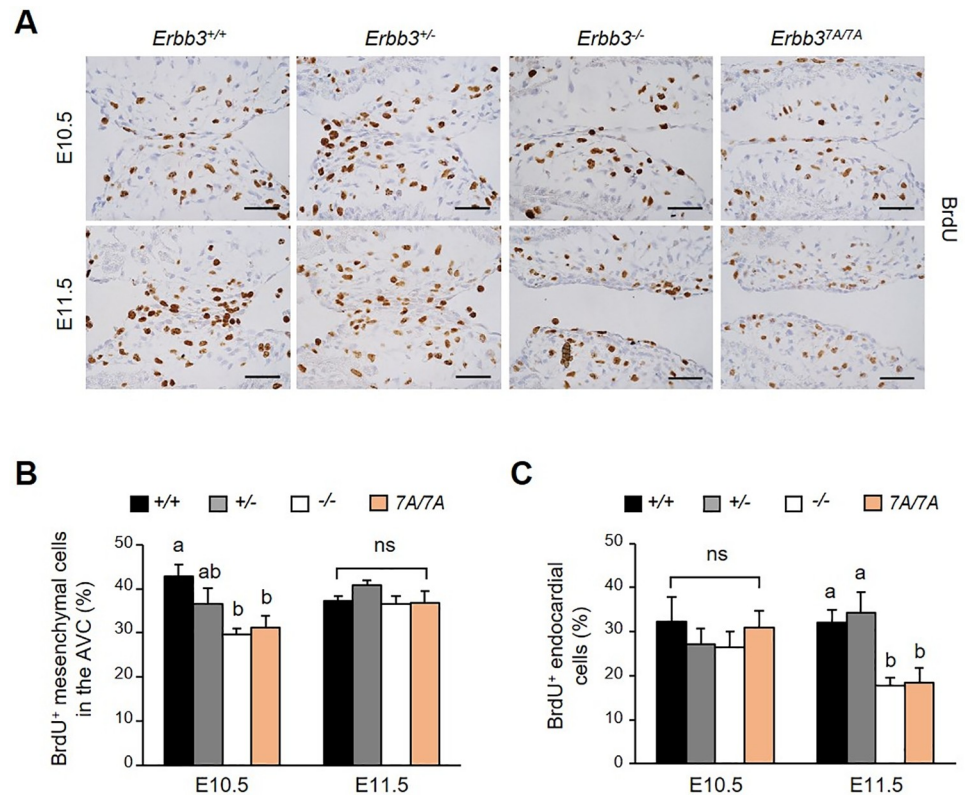 A
Erbb3+/+
Erbb3+/-
Erbb3-/-
Erbb37A/7A
E10.5
E11.5
BrdU
B
+/+
+/-
-/-
7A/7A
BrdU+ mesenchymal cells
in the AVC (%)
50
40
30
20
10
0
a
ab
b
b
ns
E10.5
E11.5
C
+/+
+/-
-/-
7A/7A
BrdU+ endocardial
cells (%)
50
40
30
20
10
0
ns
a
a
b
b
E10.5
E11.5